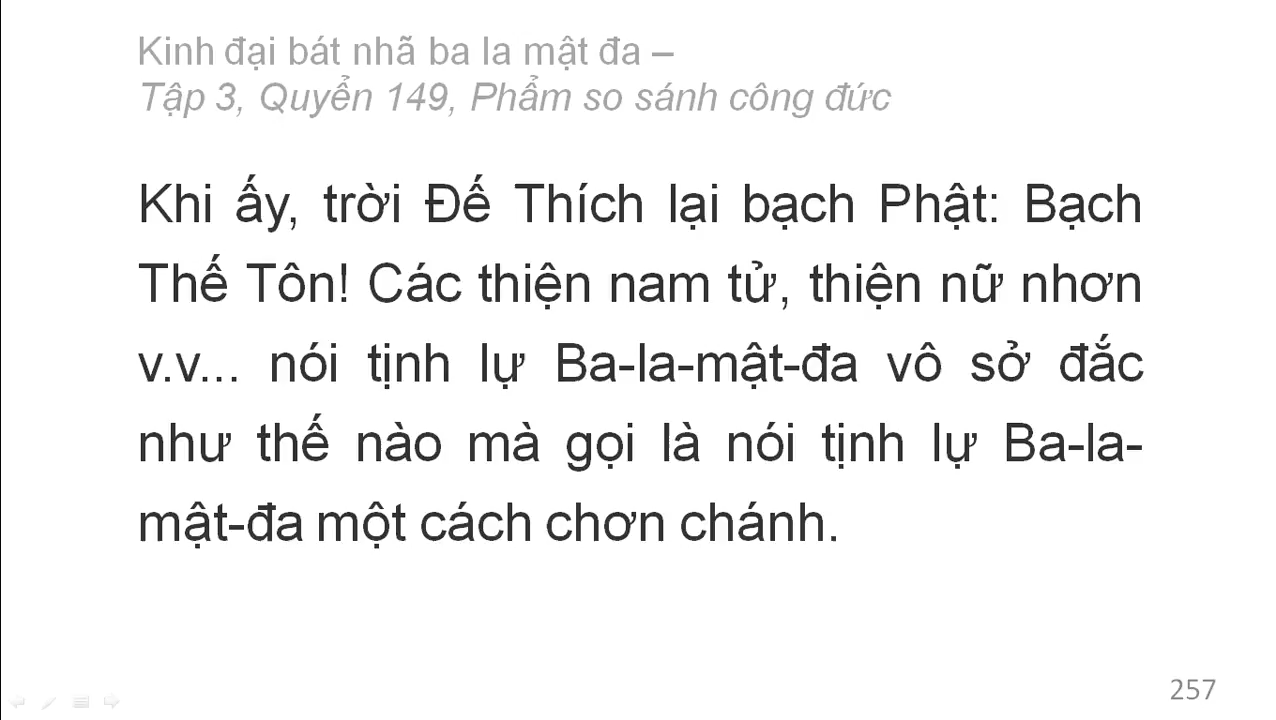 Kinh đại bát nhã ba la mật đa –
Tập 3, Quyển 149, Phẩm so sánh công đức
Khi ấy, trời Đế Thích lại bạch Phật: Bạch
Thế Tôn! Các thiện nam tử, thiện nữ nhơn
v.v... nói tịnh lự Ba-la-mật-đa vô sở đắc
như thế nào mà gọi là nói tịnh lự Ba-la-
mật-đa một cách chơn chánh.
257